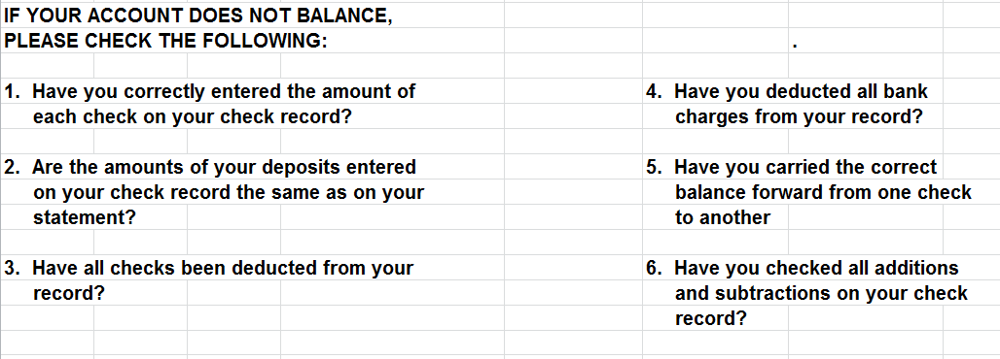 IF YOUR ACCOUNT DOES NOT BALANCE,
PLEASE CHECK THE FOLLOWING:
.
1. Have you correctly entered the amount of
each check on your check record?
2. Are the amounts of your deposits entered
on your check record the same as on your
statement?
3. Have all checks been deducted from your
record?
4. Have you deducted all bank
charges from your record?
5. Have you carried the correct
balance forward from one check
to another
6. Have you checked all additions
and subtractions on your check
record?